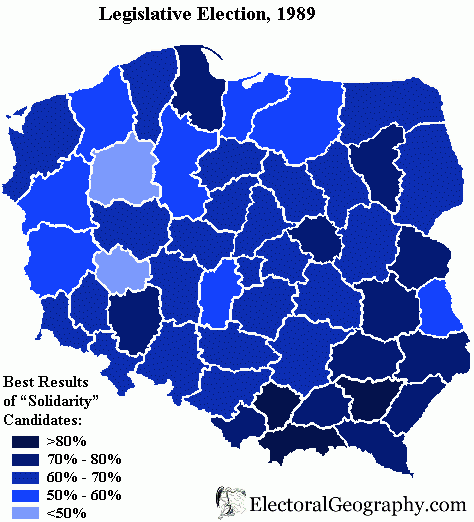 Legislative Election, 1989
Best Results
of “Solidarity”
Candidates:
>80%
70% - 80%
60% - 70%
50% - 60%
<50%
ElectoralGeography.com